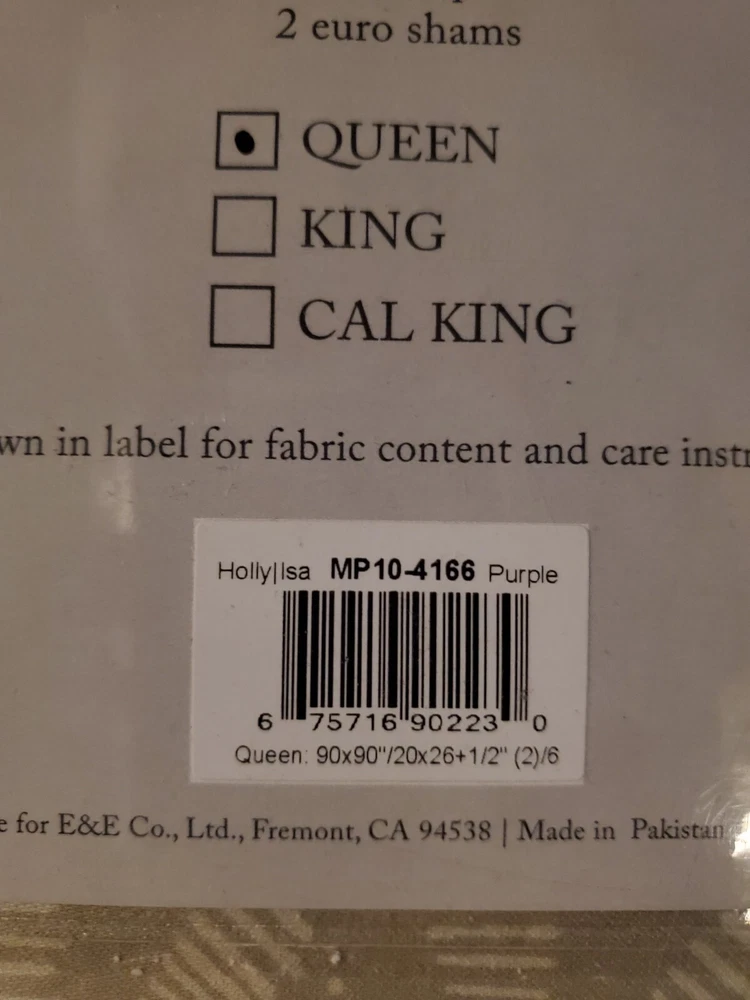 2 euro shams
QUEEN
KING
CAL KING
in label for fabric content and care
Holly|Isa MP10-4166 Purple
6 75716 90223 0
Queen: 90x90"/20x26+1/2" (2)/6
for E&E Co., Ltd., Fremont, CA 94538 | Made in Pakistan